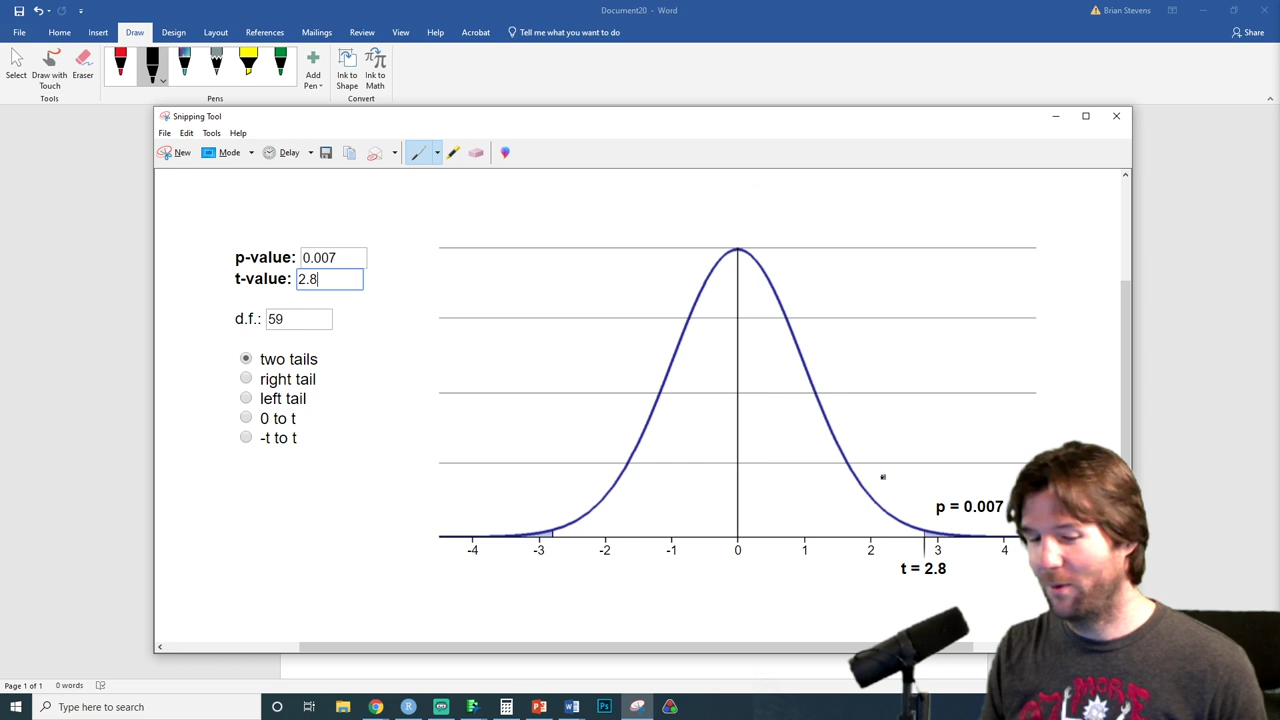 Document20 - Word
Brian Stevens
File Home Insert Draw Design Layout References Mailings Review View Help Acrobat Tell me what you want to do Share
Select
Draw with Touch
Eraser
Add Pen
Ink to Shape
Ink to Math
Tools Pens Convert
Snipping Tool
File Edit Tools Help
New Mode Delay
p-value: 0.007
t-value: 2.8
d.f.: 59
two tails
right tail
left tail
0 to t
-t to t
p = 0.007
-4 -3 -2 -1 0 1 2 3 4
t = 2.8
Page 1 of 1 0 words
Type here to search
MORE